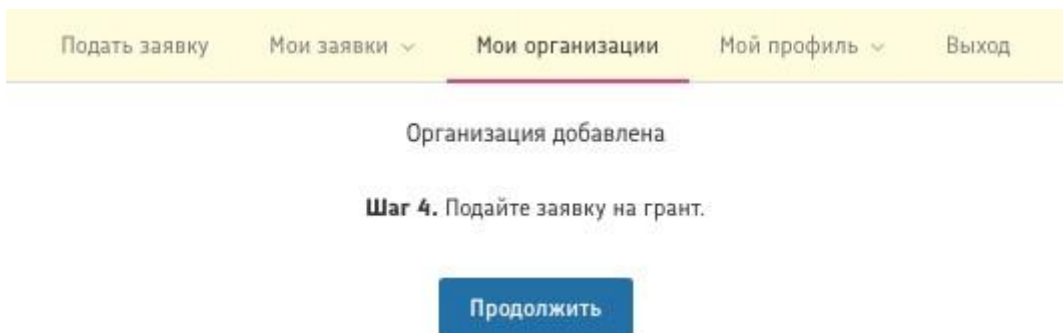 Подать заявку Мои заявки Мои организации Мой профиль Выход
Организация добавлена
Шаг 4. Подайте заявку на грант.
Продолжить